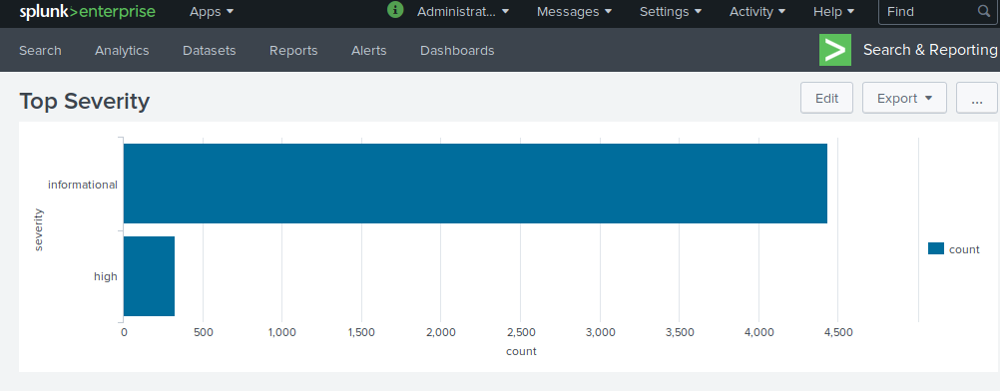 splunk>enterprise Apps i Administrat... Messages Settings Activity Help Find
Search Analytics Datasets Reports Alerts Dashboards > Search & Reporting
Top Severity Edit Export ...
informational
severity
high
count
0 500 1,000 1,500 2,000 2,500 3,000 3,500 4,000 4,500
count